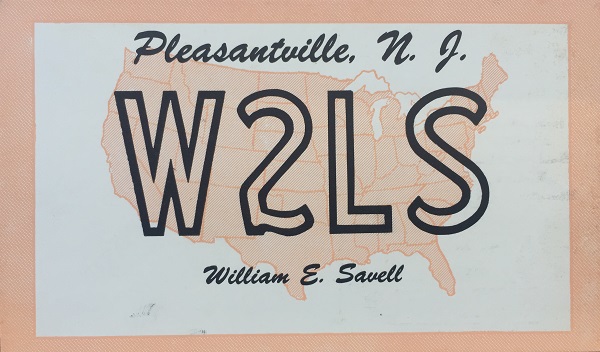 Pleasantville, N. J.
W2LS
William E. Savell